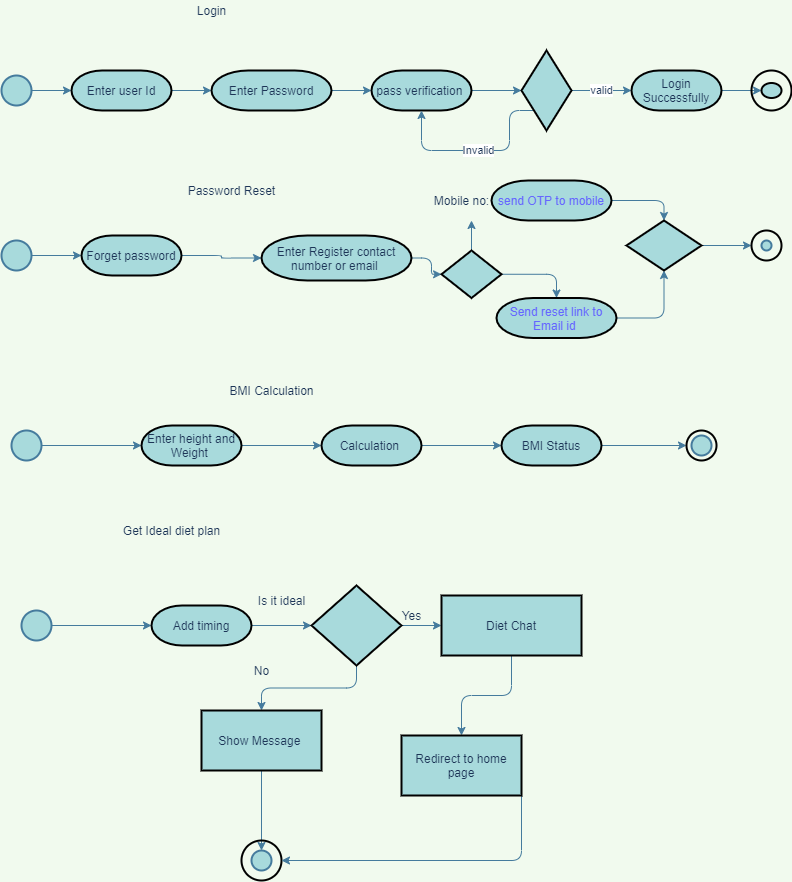 Login
Enter user Id
Enter Password
pass verification
valid
Login
Successfully
Invalid
Password Reset
Mobile no:
send OTP to mobile
Forget password
Enter Register contact
number or email
Send reset link to
Email id
BMI Calculation
Enter height and
Weight
Calculation
BMI Status
Get Ideal diet plan
Is it ideal
Add timing
Yes
Diet Chat
No
Show Message
Redirect to home
page